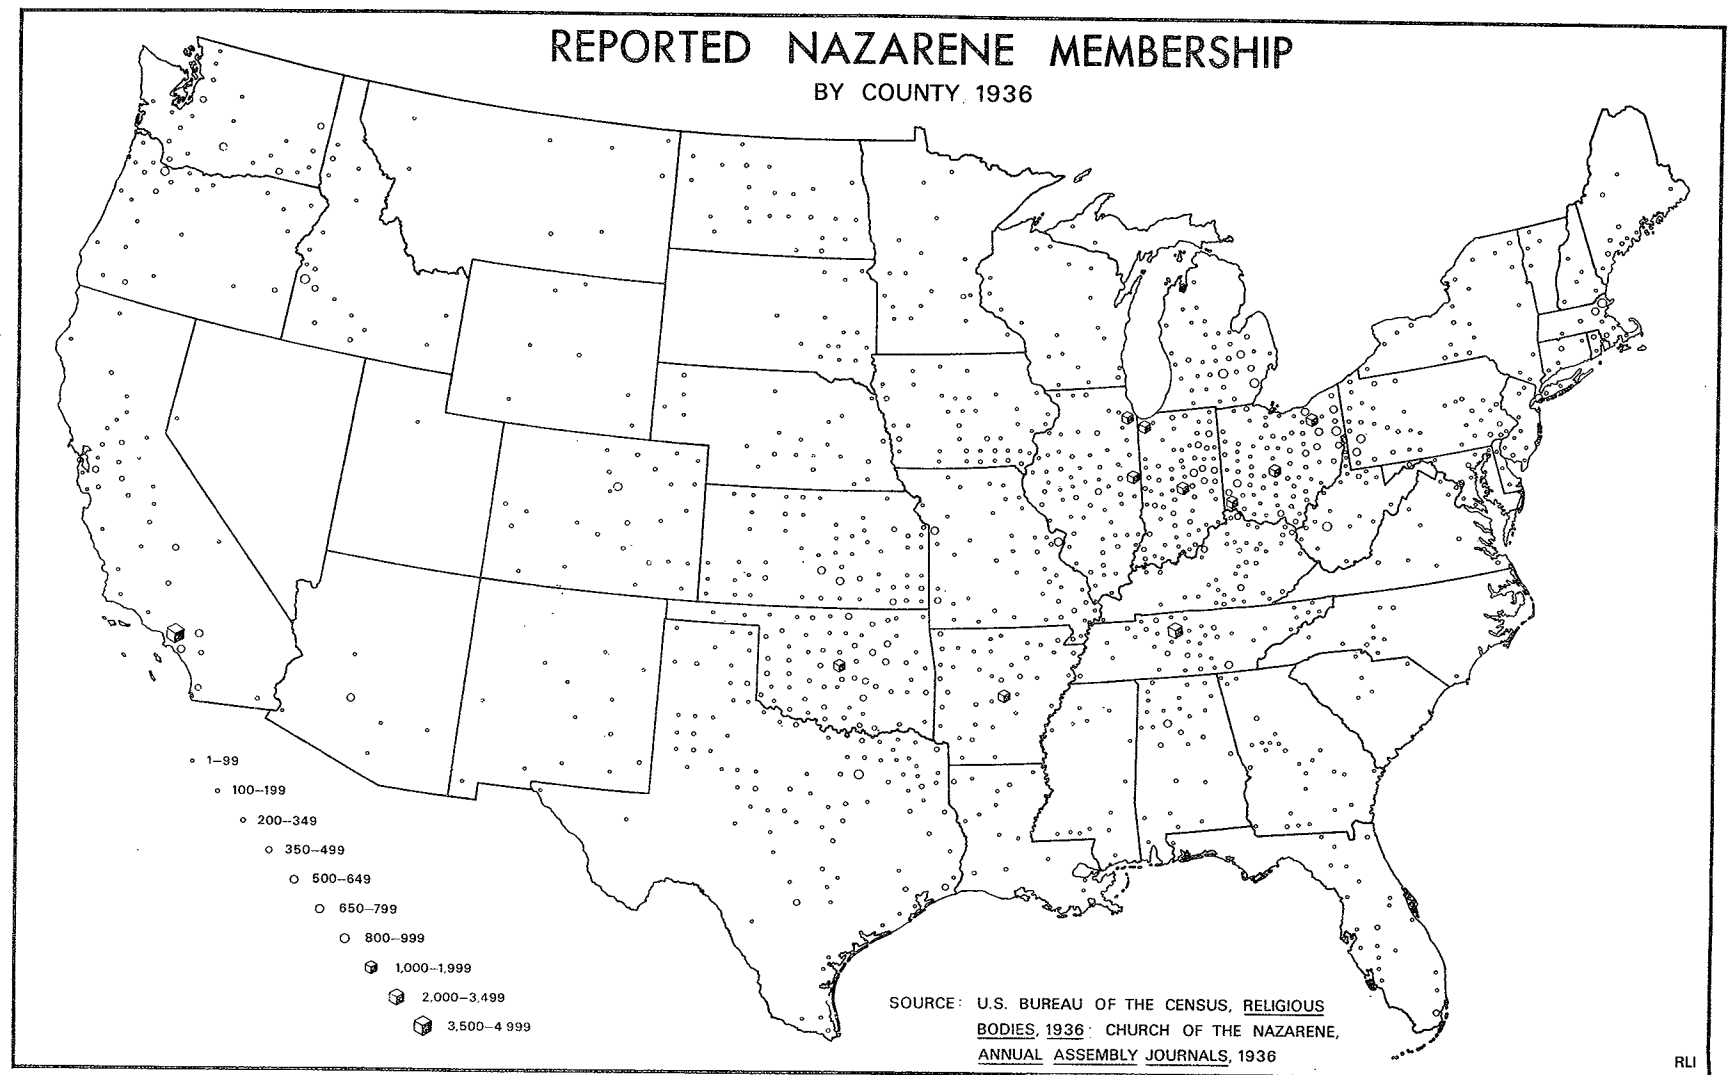 REPORTED NAZARENE MEMBERSHIP
BY COUNTY 1936
1–99
100–199
200–349
350–499
500–649
650–799
800–999
1,000–1,999
2,000–3,499
3,500–4 999
SOURCE: U.S. BUREAU OF THE CENSUS, RELIGIOUS
BODIES, 1936: CHURCH OF THE NAZARENE,
ANNUAL ASSEMBLY JOURNALS, 1936
RLI